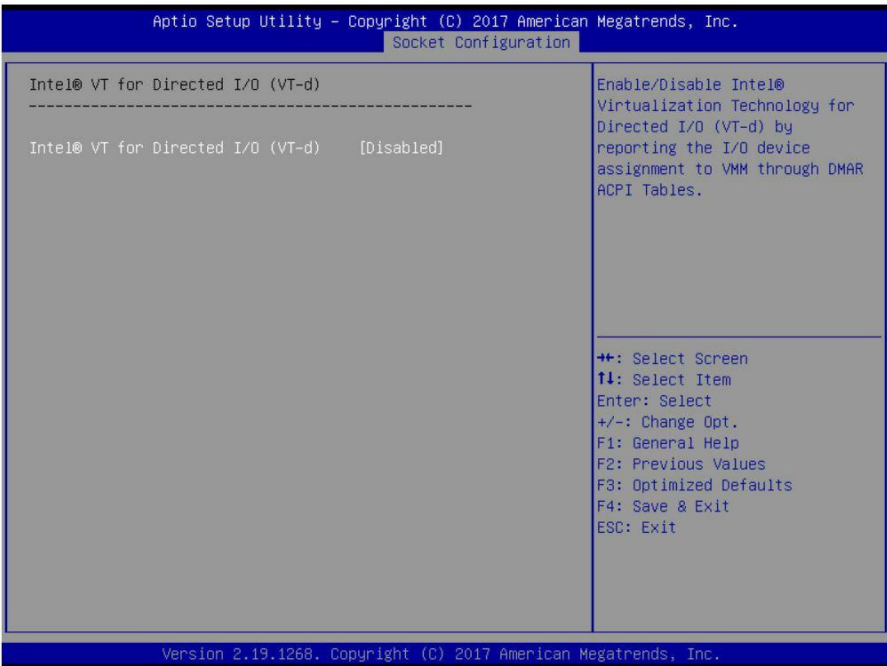 Aptio Setup Utility – Copyright (C) 2017 American Megatrends, Inc.
Socket Configuration
Intel® VT for Directed I/O (VT-d)
--------------------------------------------------
Intel® VT for Directed I/O (VT-d) [Disabled]
Enable/Disable Intel®
Virtualization Technology for
Directed I/O (VT-d) by
reporting the I/O device
assignment to VMM through DMAR
ACPI Tables.
→←: Select Screen
↑↓: Select Item
Enter: Select
+/-: Change Opt.
F1: General Help
F2: Previous Values
F3: Optimized Defaults
F4: Save & Exit
ESC: Exit
Version 2.19.1268. Copyright (C) 2017 American Megatrends, Inc.